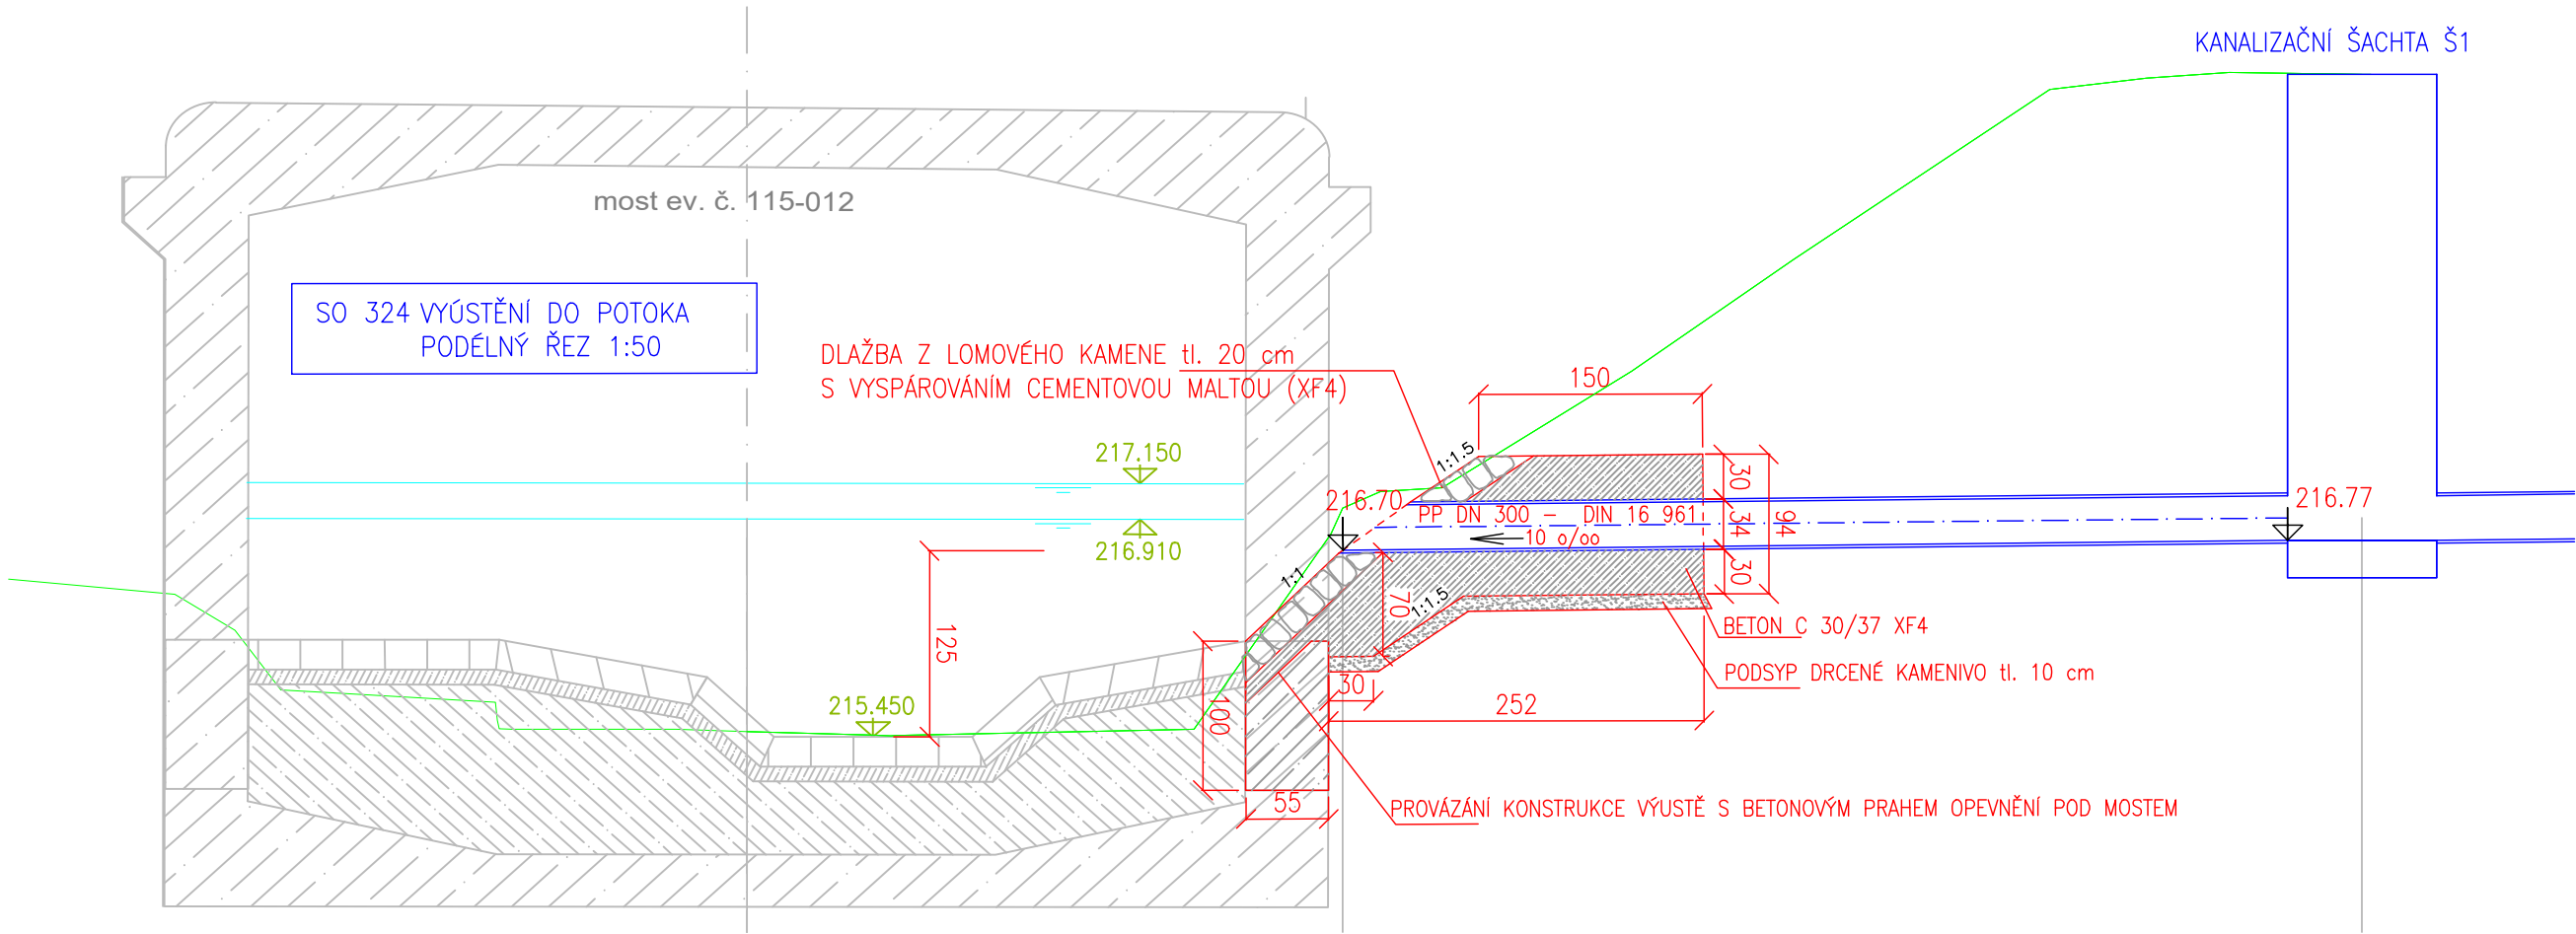 KANALIZAČNÍ ŠACHTA Š1
most ev. č. 115-012
SO 324 VYÚSTĚNÍ DO POTOKA
PODÉLNÝ ŘEZ 1:50
DLAŽBA Z LOMOVÉHO KAMENE tl. 20 cm
S VYSPÁROVÁNÍM CEMENTOVOU MALTOU (XF4)
150
1:1.5
217.150
216.910
216.70
216.77
PP DN 300 – DIN 16 961
10 o/oo
30
34
30
94
1:1
70
1:1.5
125
BETON C 30/37 XF4
PODSYP DRCENÉ KAMENIVO tl. 10 cm
215.450
100
30
252
55
PROVÁZÁNÍ KONSTRUKCE VÝUSTĚ S BETONOVÝM PRAHEM OPEVNĚNÍ POD MOSTEM